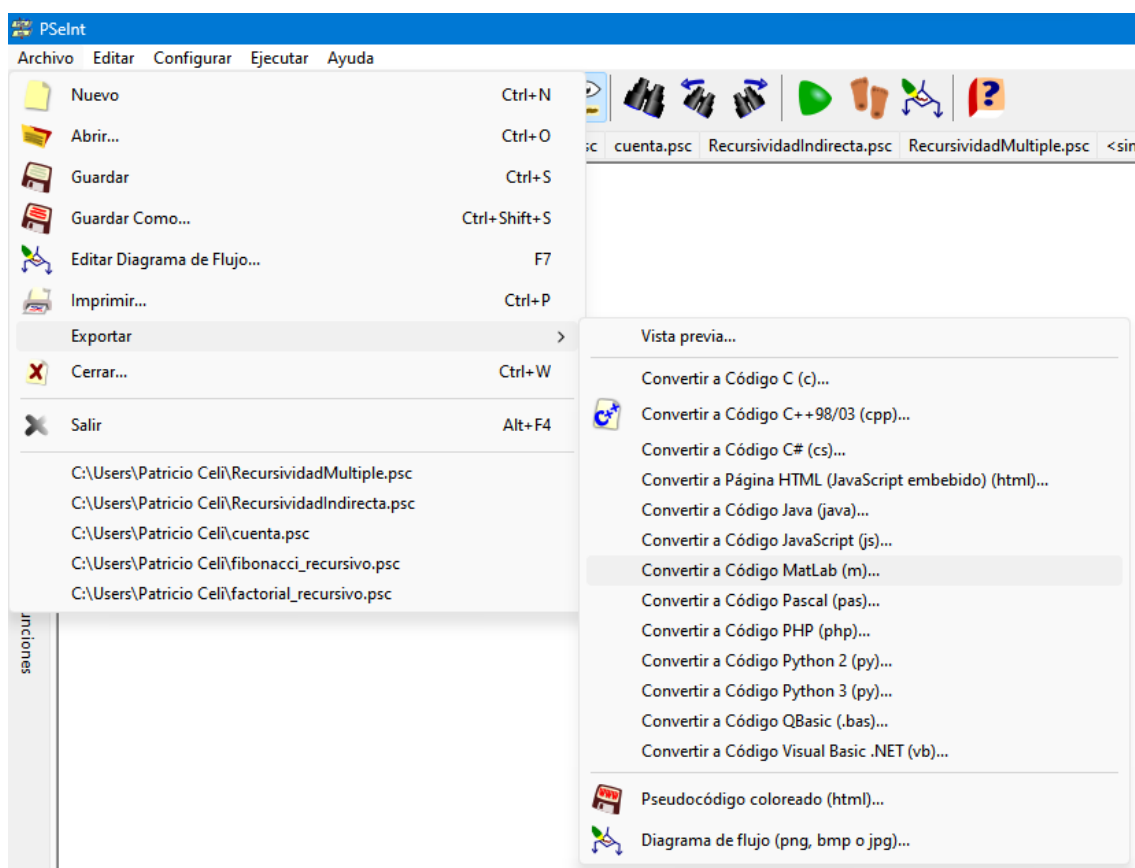 PSeInt
Archivo Editar Configurar Ejecutar Ayuda
Nuevo Ctrl+N
Abrir... Ctrl+O
Guardar Ctrl+S
Guardar Como... Ctrl+Shift+S
Editar Diagrama de Flujo... F7
Imprimir... Ctrl+P
Exportar >
Cerrar... Ctrl+W
Salir Alt+F4
C:\Users\Patricio Celi\RecursividadMultiple.psc
C:\Users\Patricio Celi\RecursividadIndirecta.psc
C:\Users\Patricio Celi\cuenta.psc
C:\Users\Patricio Celi\fibonacci_recursivo.psc
C:\Users\Patricio Celi\factorial_recursivo.psc
sc cuenta.psc RecursividadIndirecta.psc RecursividadMultiple.psc <sin
Vista previa...
Convertir a Código C (c)...
Convertir a Código C++98/03 (cpp)...
Convertir a Código C# (cs)...
Convertir a Página HTML (JavaScript embebido) (html)...
Convertir a Código Java (java)...
Convertir a Código JavaScript (js)...
Convertir a Código MatLab (m)...
Convertir a Código Pascal (pas)...
Convertir a Código PHP (php)...
Convertir a Código Python 2 (py)...
Convertir a Código Python 3 (py)...
Convertir a Código QBasic (.bas)...
Convertir a Código Visual Basic .NET (vb)...
Pseudocódigo coloreado (html)...
Diagrama de flujo (png, bmp o jpg)...
unciones